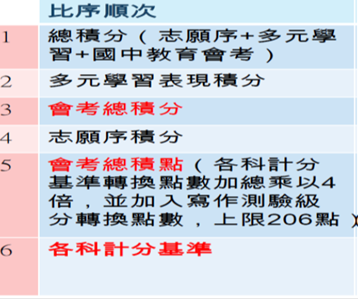 比序順次
1 總積分（志願序+多元學
習+國中教育會考）
2 多元學習表現積分
3 會考總積分
4 志願序積分
5 會考總積點（各科計分
基準轉換點數加總乘以4
倍，並加入寫作測驗級
分轉換點數，上限206點）
6 各科計分基準